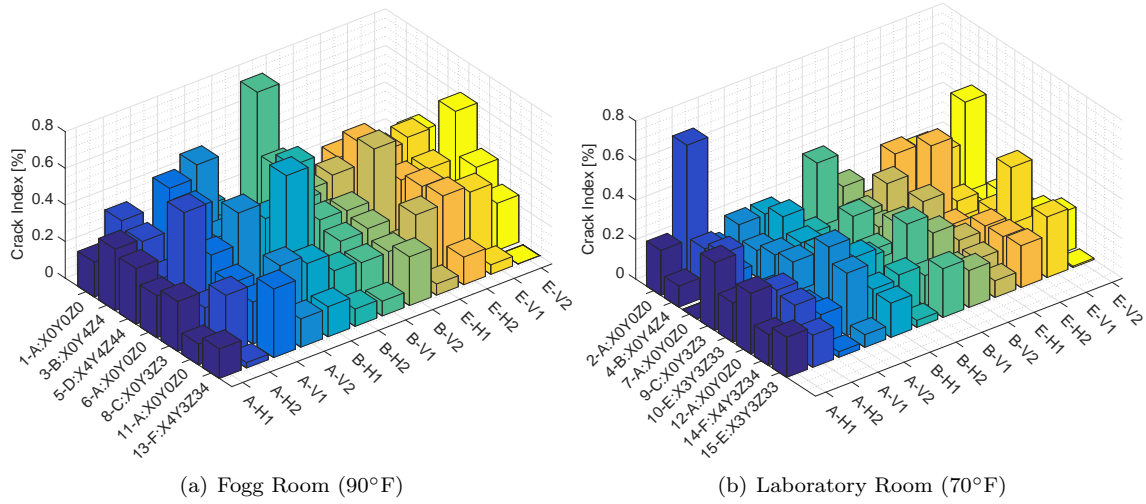 0.8
0.6
0.4
0.2
0
Crack Index [%]
1-A:X0Y0Z0
3-B:X0Y4Z4
5-D:X4Y4Z44
6-A:X0Y0Z0
8-C:X0Y3Z3
11-A:X0Y0Z0
13-F:X4Y3Z34
A-H1
A-H2
A-V1
A-V2
B-H1
B-H2
B-V1
B-V2
E-H1
E-H2
E-V1
E-V2
(a) Fogg Room (90°F)
0.8
0.6
0.4
0.2
0
Crack Index [%]
2-A:X0Y0Z0
4-B:X0Y4Z4
7-A:X0Y0Z0
9-C:X0Y3Z3
10-E:X3Y3Z33
12-A:X0Y0Z0
14-F:X4Y3Z34
15-E:X3Y3Z33
A-H1
A-H2
A-V1
A-V2
B-H1
B-H2
B-V1
B-V2
E-H1
E-H2
E-V1
E-V2
(b) Laboratory Room (70°F)